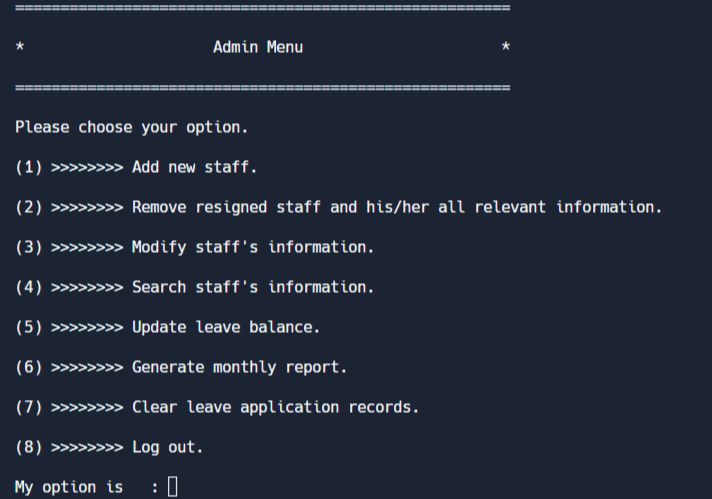 =======================================================
* Admin Menu *
=======================================================
Please choose your option.
(1) >>>>>>>> Add new staff.
(2) >>>>>>>> Remove resigned staff and his/her all relevant information.
(3) >>>>>>>> Modify staff's information.
(4) >>>>>>>> Search staff's information.
(5) >>>>>>>> Update leave balance.
(6) >>>>>>>> Generate monthly report.
(7) >>>>>>>> Clear leave application records.
(8) >>>>>>>> Log out.
My option is   :